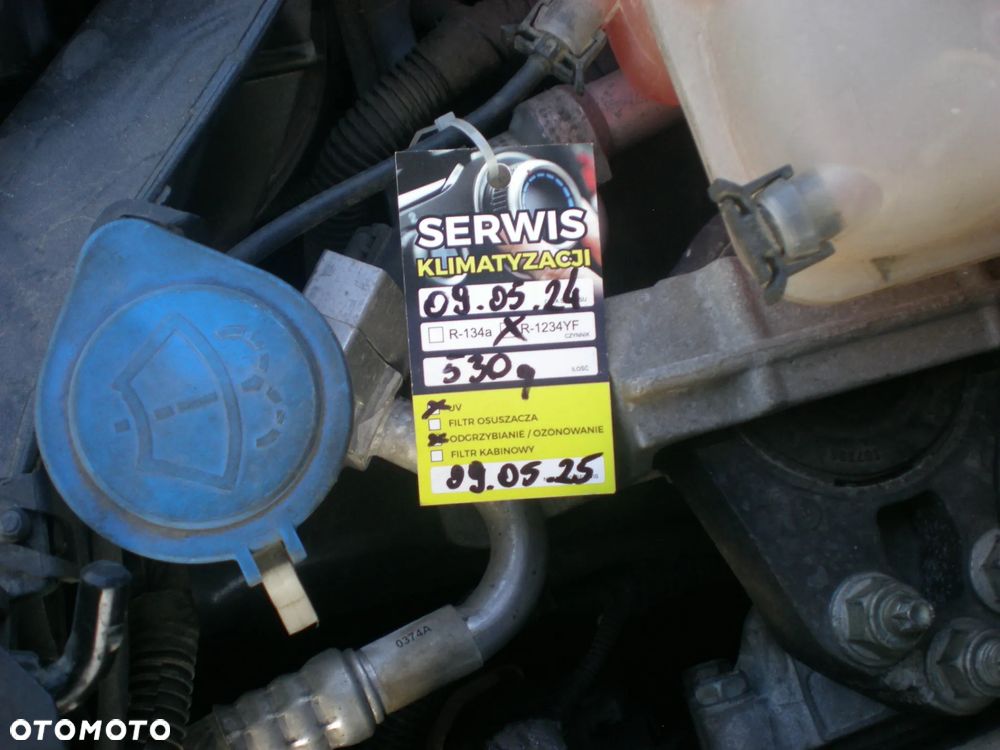 SERWIS
KLIMATYZACJI
09.05.24
R-134a X R-1234YF
CZYNNIK
530g
ILOŚĆ
UV
FILTR OSUSZACZA
ODGRZYBIANIE / OZONOWANIE
FILTR KABINOWY
09.05.25
0374A
OTOMOTO